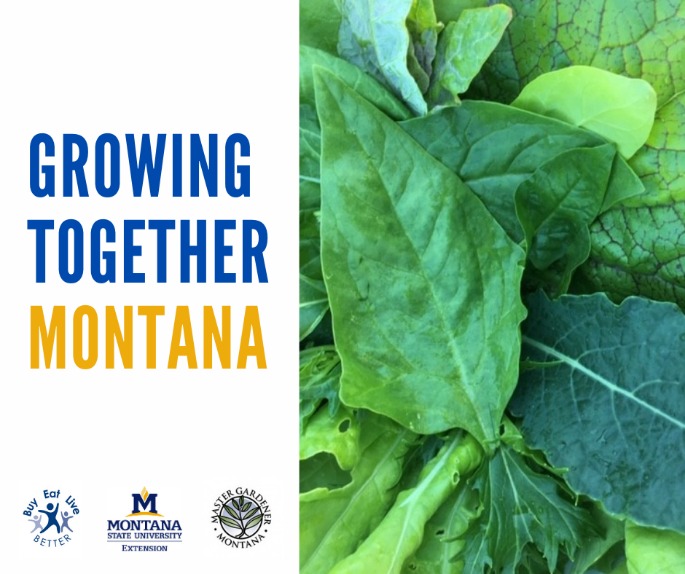 GROWING
TOGETHER
MONTANA
Buy Eat Live
BETTER
M
MONTANA
STATE UNIVERSITY
EXTENSION
MASTER GARDENER
MONTANA